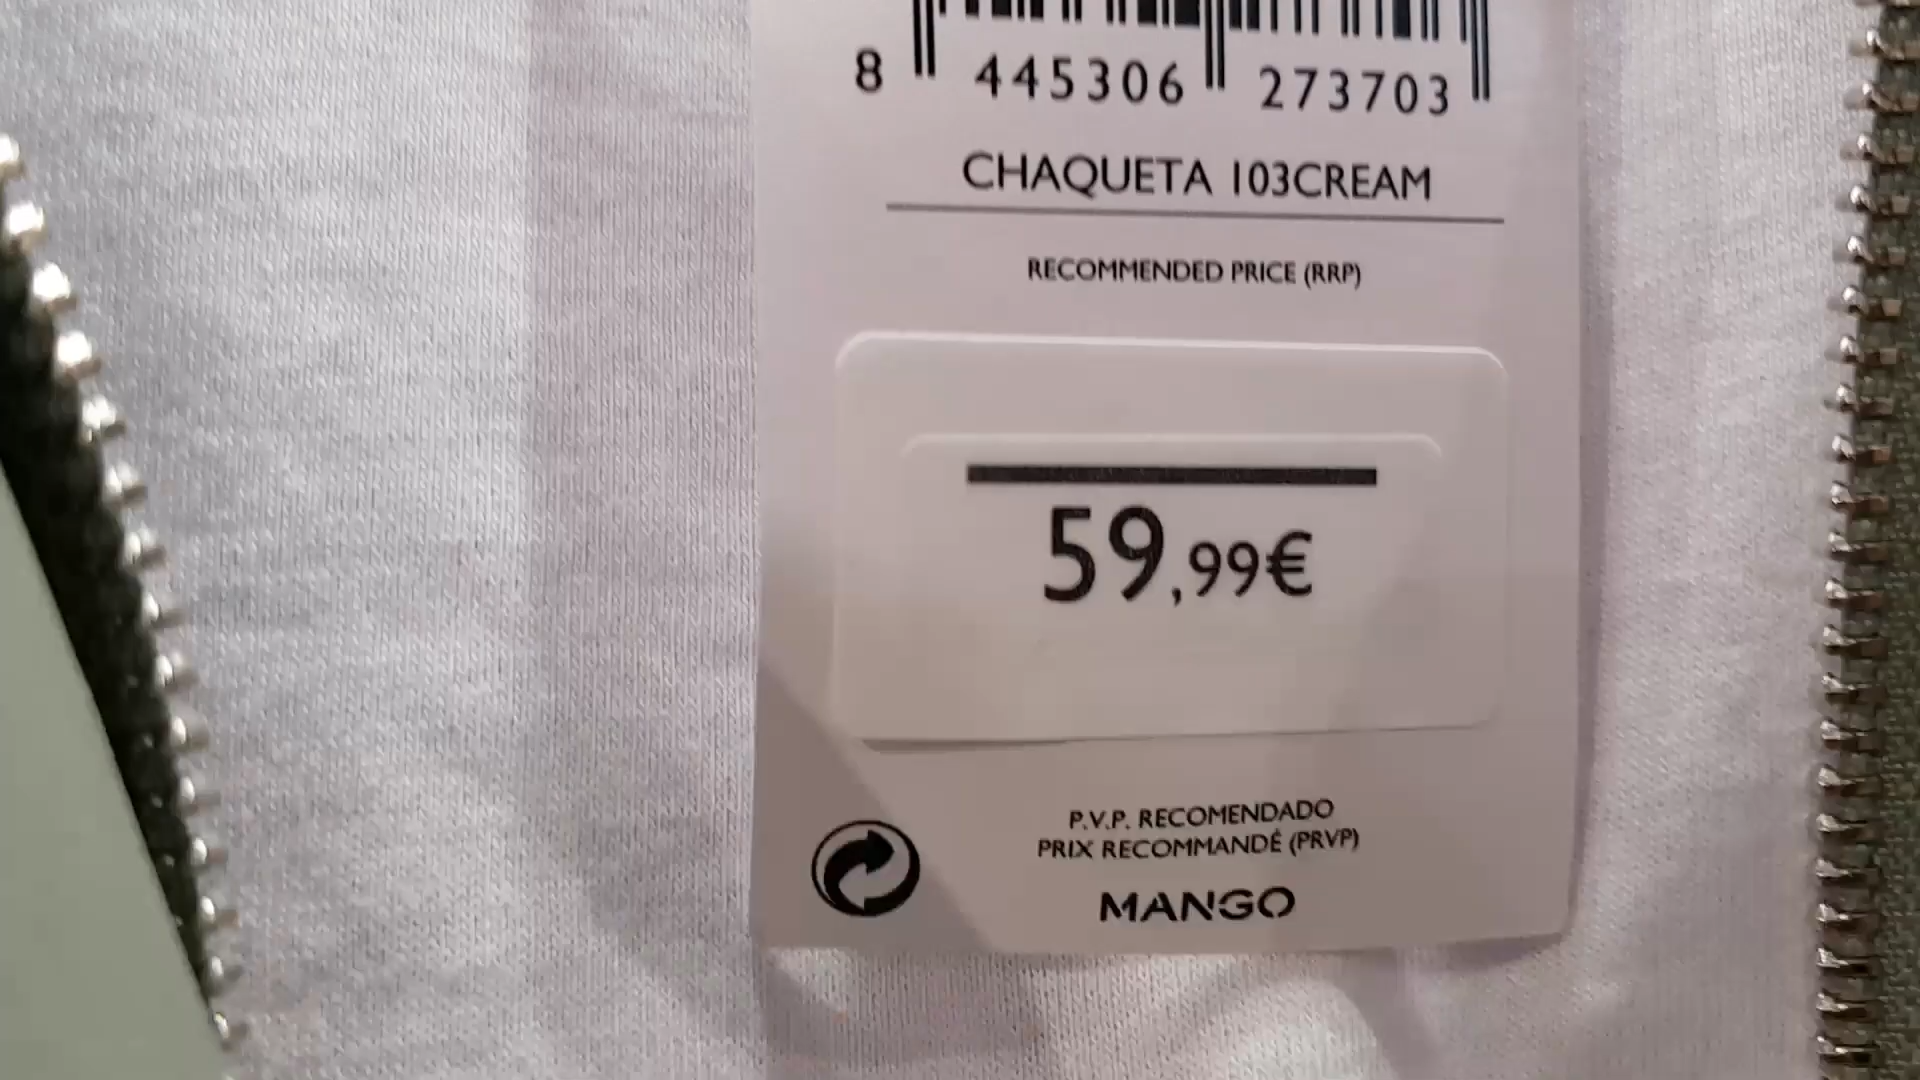 8 445306 273703
CHAQUETA 103CREAM
RECOMMENDED PRICE (RRP)
59,99€
P.V.P. RECOMENDADO
PRIX RECOMMANDÉ (PRVP)
MANGO